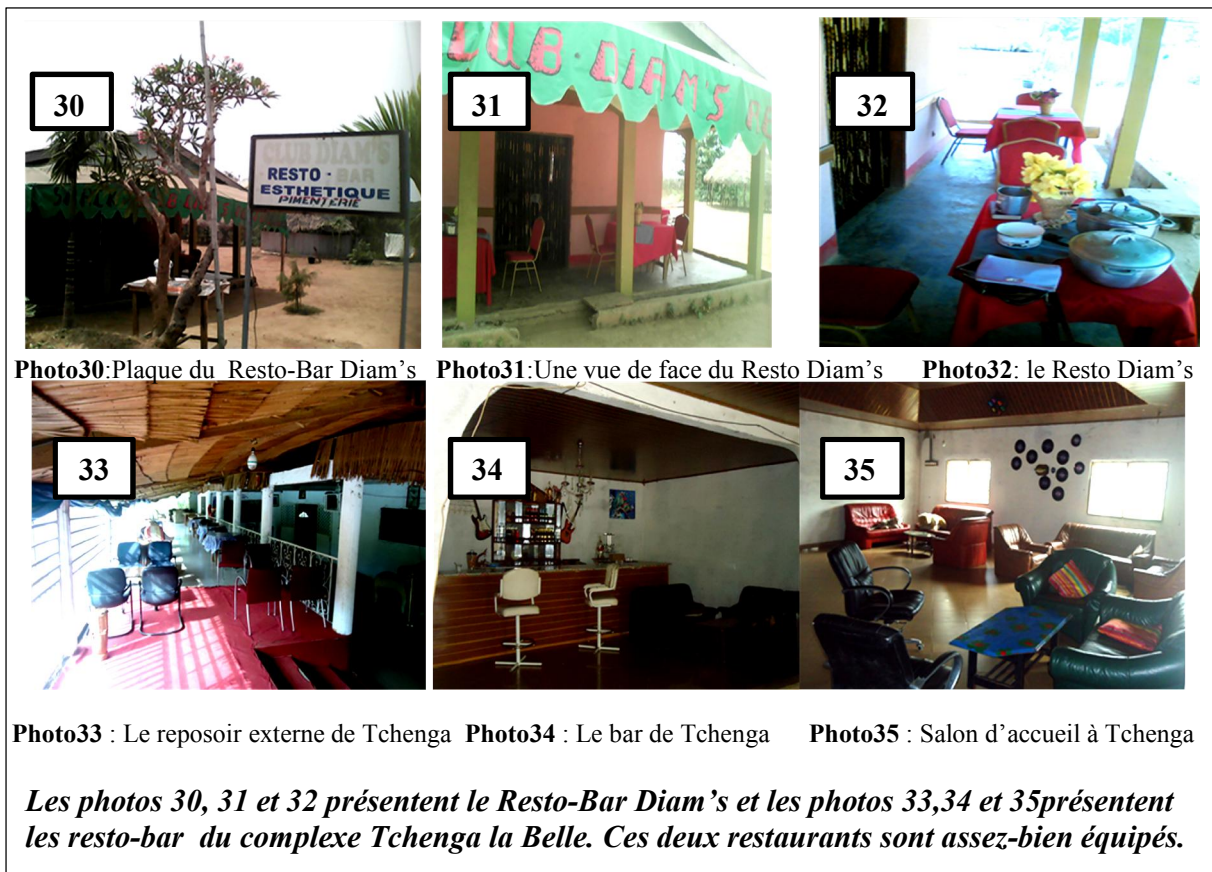 30
31
32
CLUB DIAM'S
RESTO - BAR
ESTHETIQUE
PIMENTERIE
CLUB · DIAM'S RE
Photo30:Plaque du Resto-Bar Diam's
Photo31:Une vue de face du Resto Diam's
Photo32: le Resto Diam's
33
34
35
Photo33 : Le reposoir externe de Tchenga
Photo34 : Le bar de Tchenga
Photo35 : Salon d'accueil à Tchenga
Les photos 30, 31 et 32 présentent le Resto-Bar Diam's et les photos 33,34 et 35présentent
les resto-bar du complexe Tchenga la Belle. Ces deux restaurants sont assez-bien équipés.